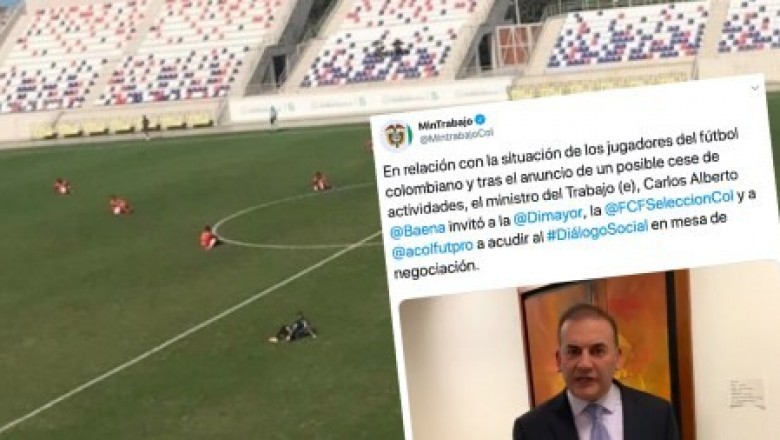 MinTrabajo
@MintrabajoCol
En relación con la situación de los jugadores del fútbol
colombiano y tras el anuncio de un posible cese de
actividades, el ministro del Trabajo (e), Carlos Alberto
@Baena invitó a la @Dimayor, la @FCFSeleccionCol y a
@acolfutpro a acudir al #DiálogoSocial en mesa de
negociación.